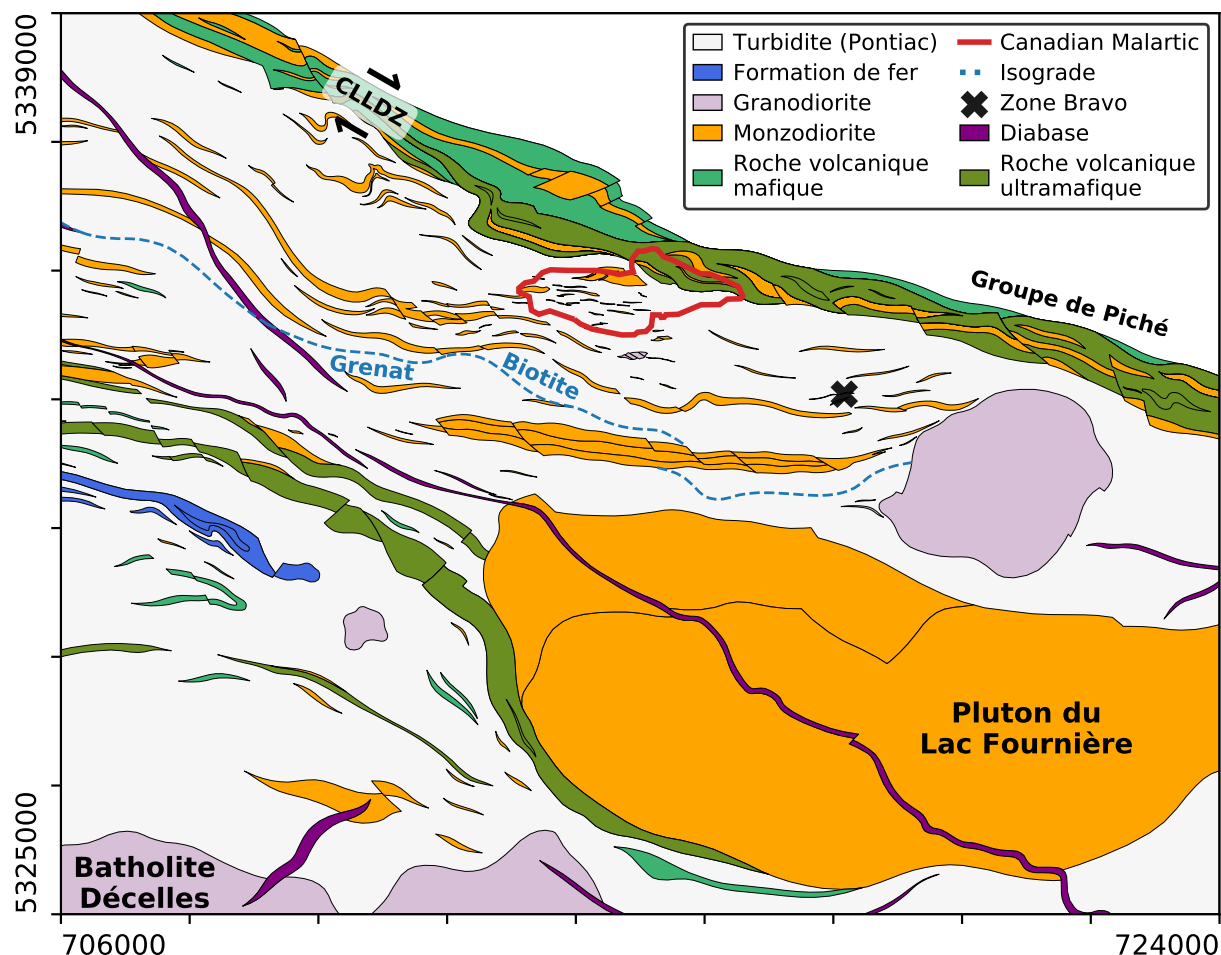 5339000
5325000
706000
724000
Turbidite (Pontiac)
Formation de fer
Granodiorite
Monzodiorite
Roche volcanique
mafique
Canadian Malartic
Isograde
Zone Bravo
Diabase
Roche volcanique
ultramafique
CLLDZ
Groupe de Piché
Grenat
Biotite
Pluton du
Lac Fournière
Batholite
Décelles